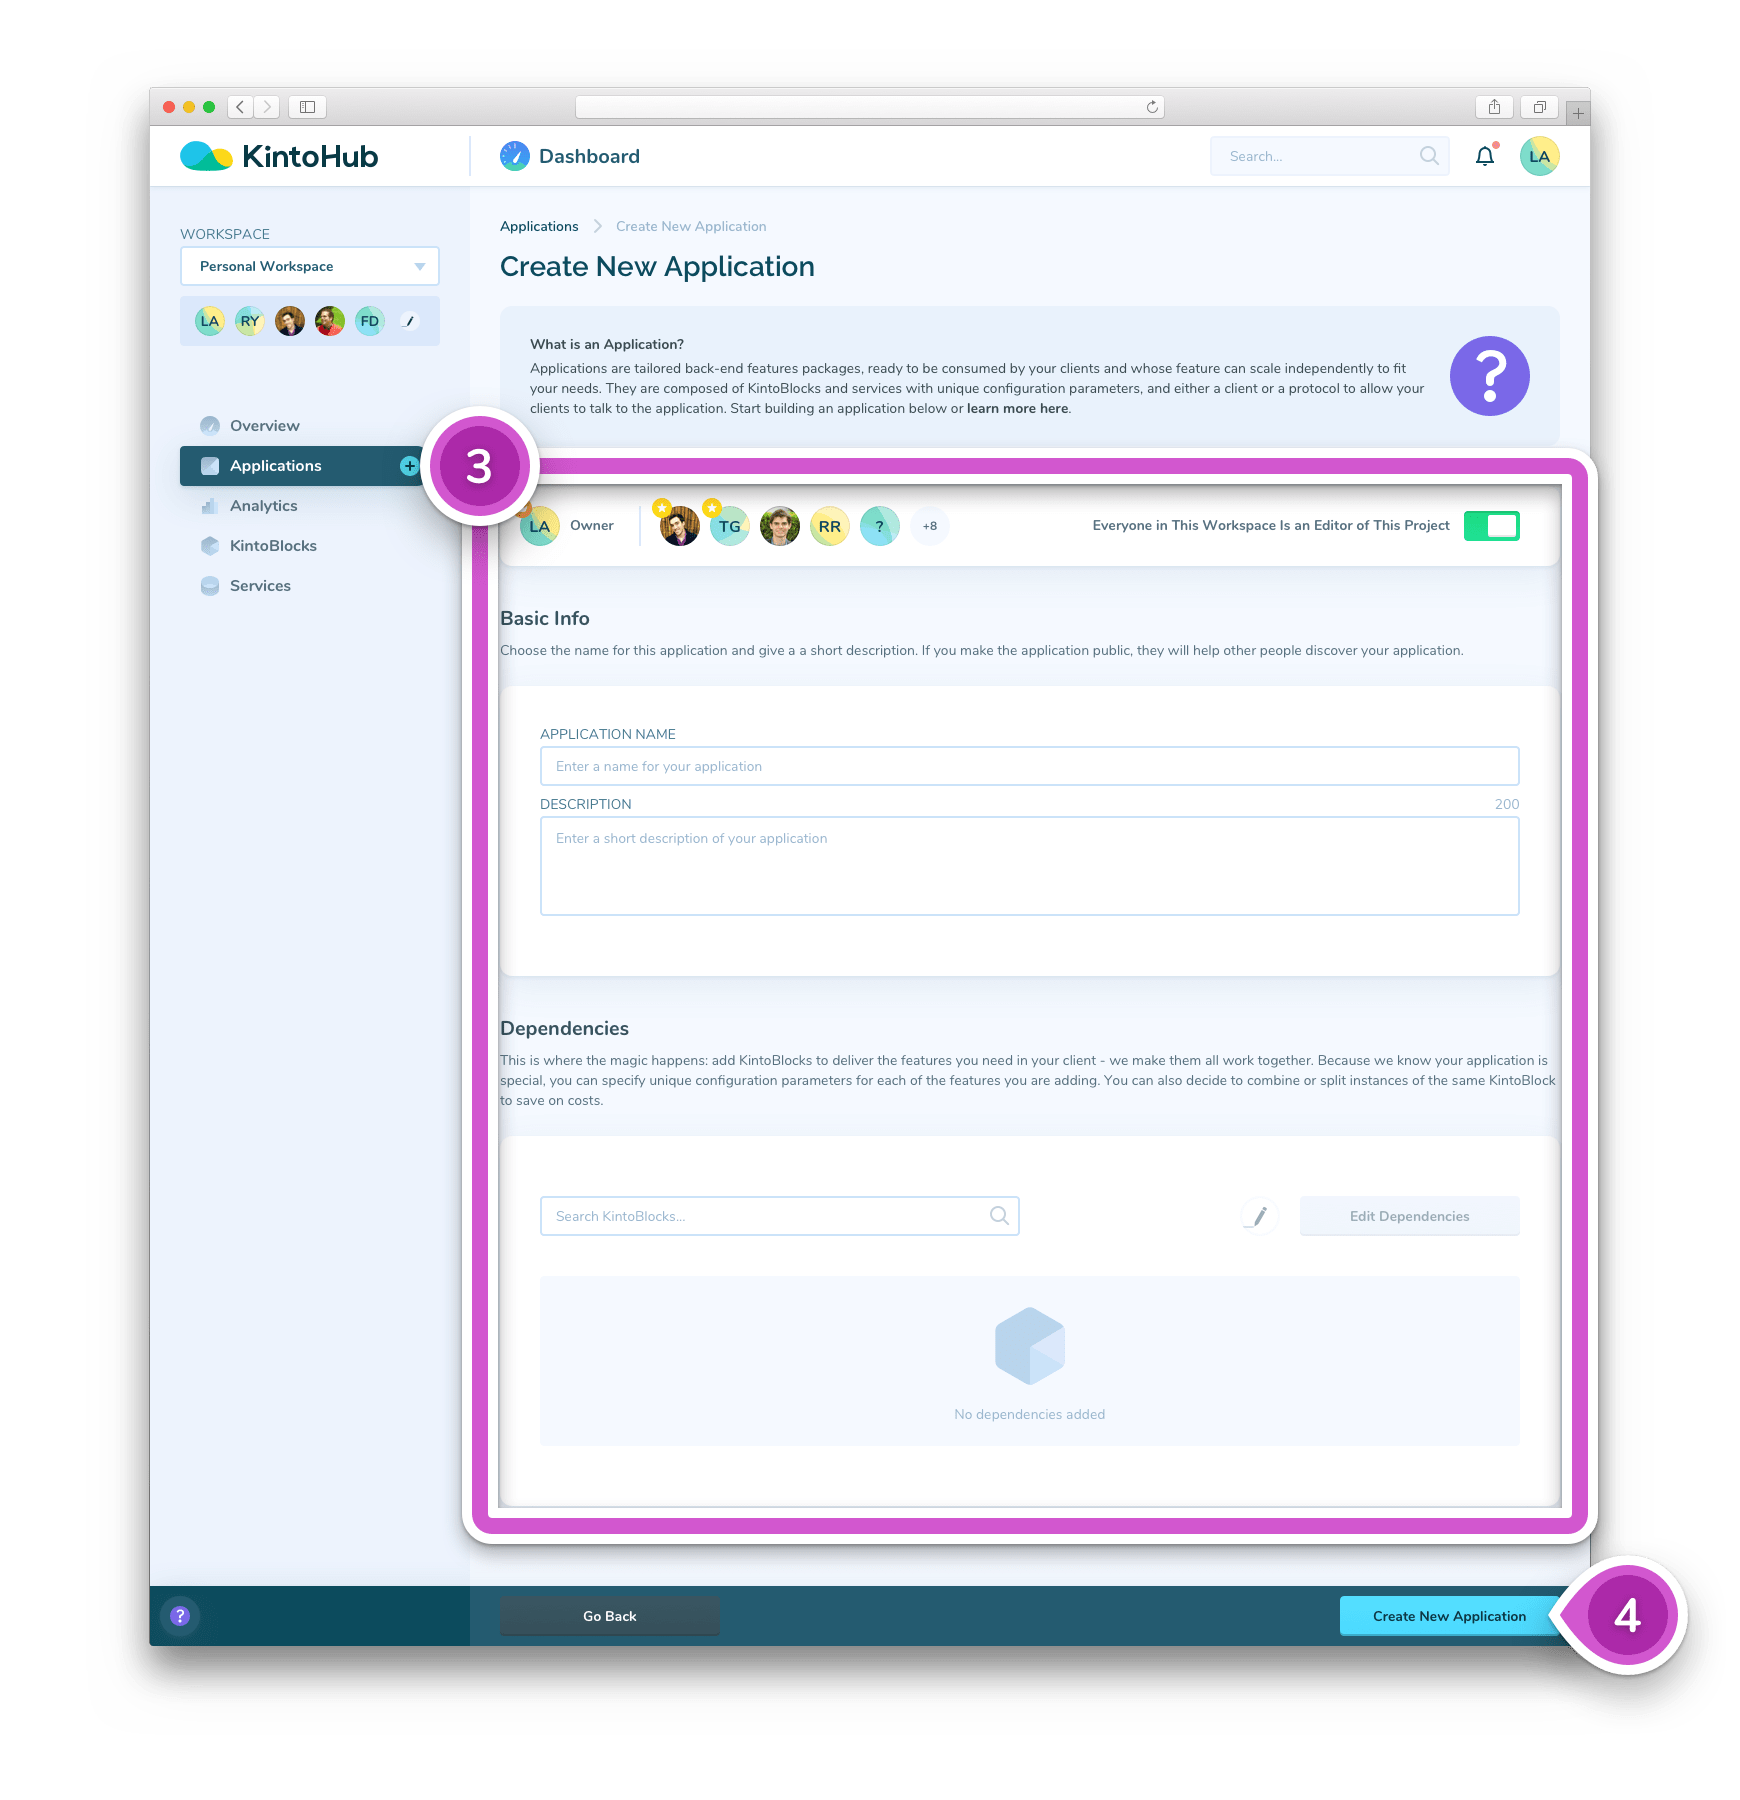 KintoHub
Dashboard
Search...
LA
WORKSPACE
Personal Workspace
LA
RY
FD
Overview
Applications
Analytics
KintoBlocks
Services
Applications
Create New Application
Create New Application
What is an Application?
Applications are tailored back-end features packages, ready to be consumed by your clients and whose feature can scale independently to fit
your needs. They are composed of KintoBlocks and services with unique configuration parameters, and either a client or a protocol to allow your
clients to talk to the application. Start building an application below or learn more here.
?
3
LA
Owner
TG
RR
?
+8
Everyone in This Workspace Is an Editor of This Project
Basic Info
Choose the name for this application and give a a short description. If you make the application public, they will help other people discover your application.
APPLICATION NAME
Enter a name for your application
DESCRIPTION
200
Enter a short description of your application
Dependencies
This is where the magic happens: add KintoBlocks to deliver the features you need in your client - we make them all work together. Because we know your application is
special, you can specify unique configuration parameters for each of the features you are adding. You can also decide to combine or split instances of the same KintoBlock
to save on costs.
Search KintoBlocks...
Edit Dependencies
No dependencies added
?
Go Back
Create New Application
4